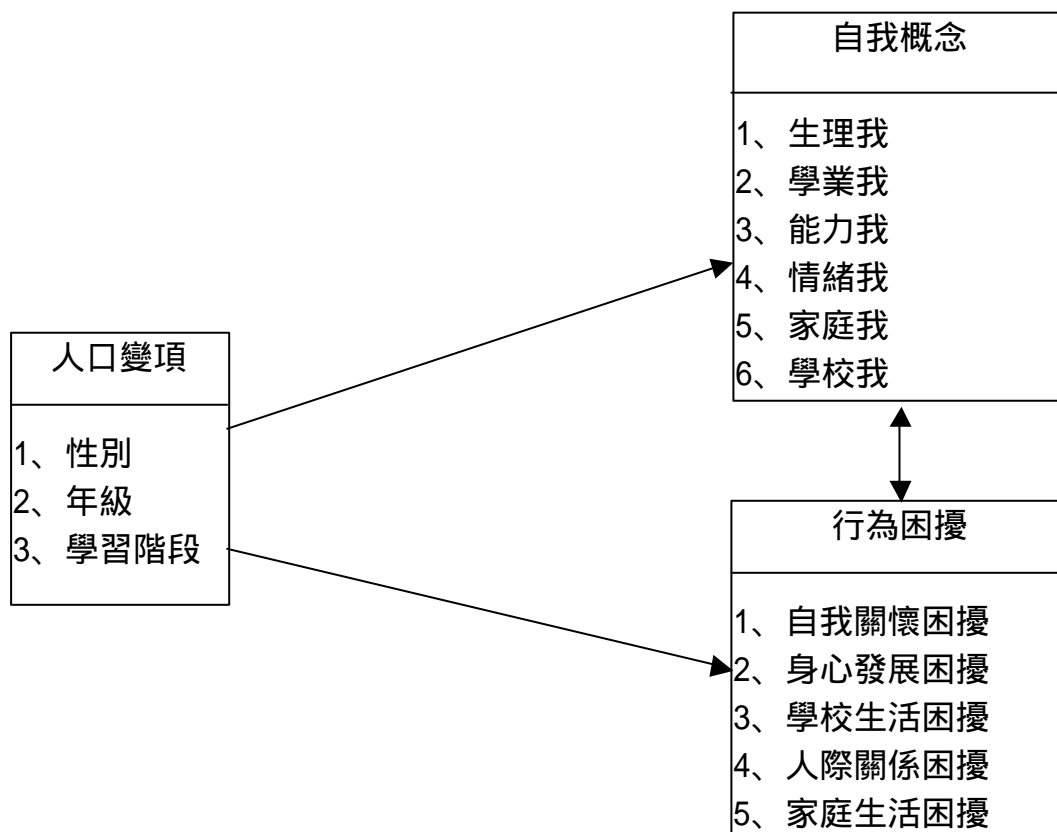 自我概念
1、生理我
2、學業我
3、能力我
4、情緒我
5、家庭我
6、學校我
人口變項
1、性別
2、年級
3、學習階段
行為困擾
1、自我關懷困擾
2、身心發展困擾
3、學校生活困擾
4、人際關係困擾
5、家庭生活困擾